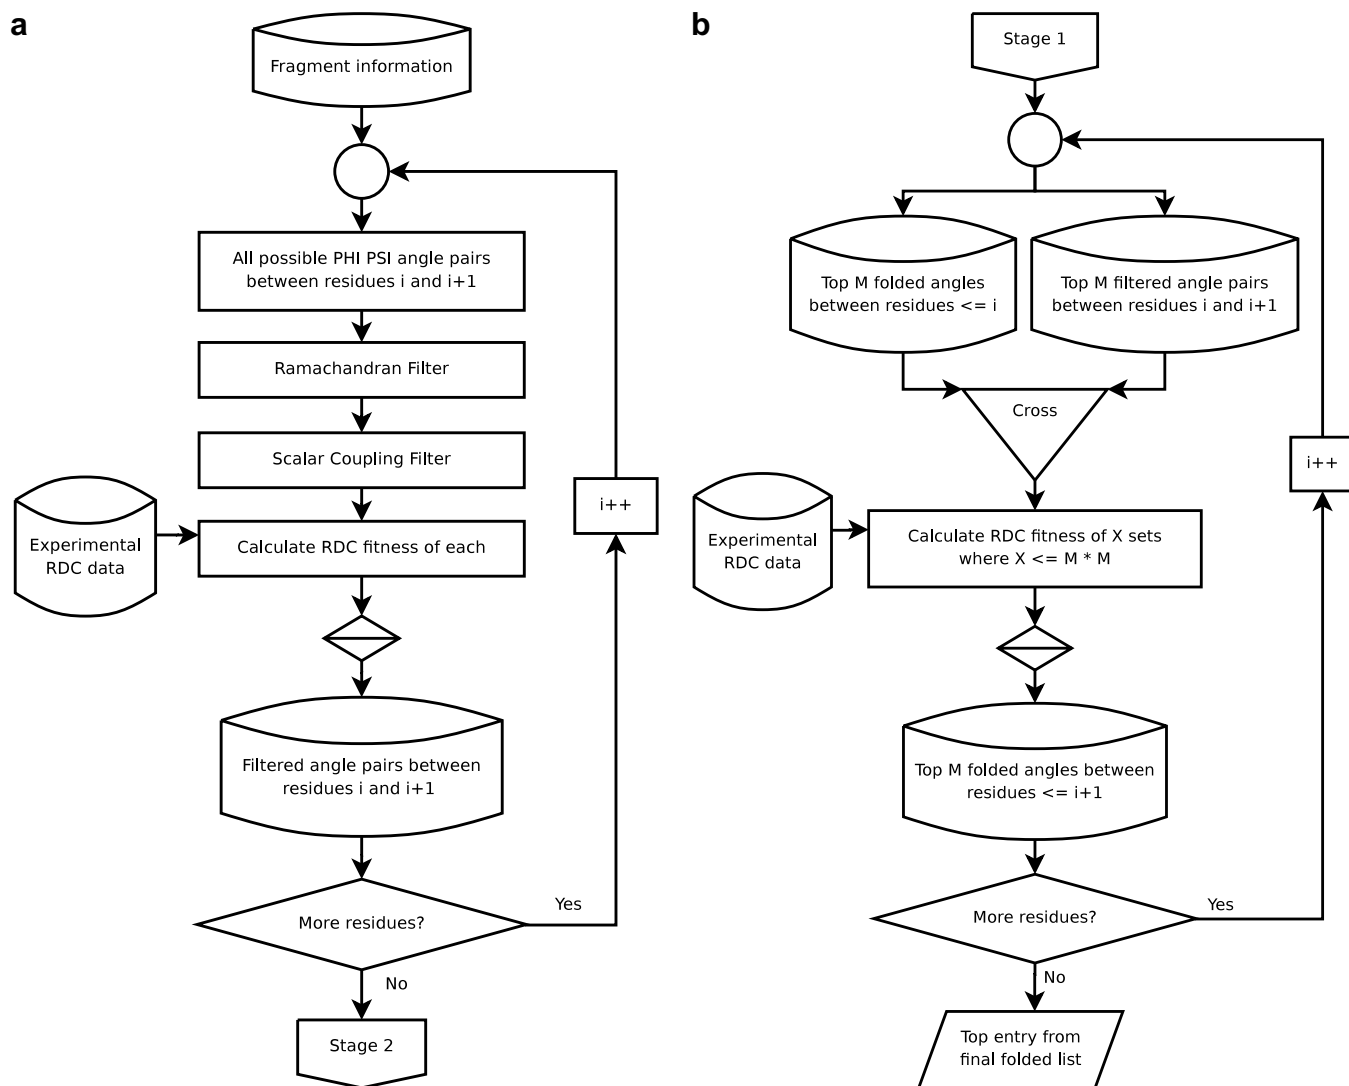 a
Fragment information
All possible PHI PSI angle pairs
between residues i and i+1
Ramachandran Filter
Scalar Coupling Filter
Experimental
RDC data
Calculate RDC fitness of each
i++
Filtered angle pairs between
residues i and i+1
More residues?
Yes
No
Stage 2
b
Stage 1
Top M folded angles
between residues <= i
Top M filtered angle pairs
between residues i and i+1
Cross
i++
Experimental
RDC data
Calculate RDC fitness of X sets
where X <= M * M
Top M folded angles between
residues <= i+1
More residues?
Yes
No
Top entry from
final folded list